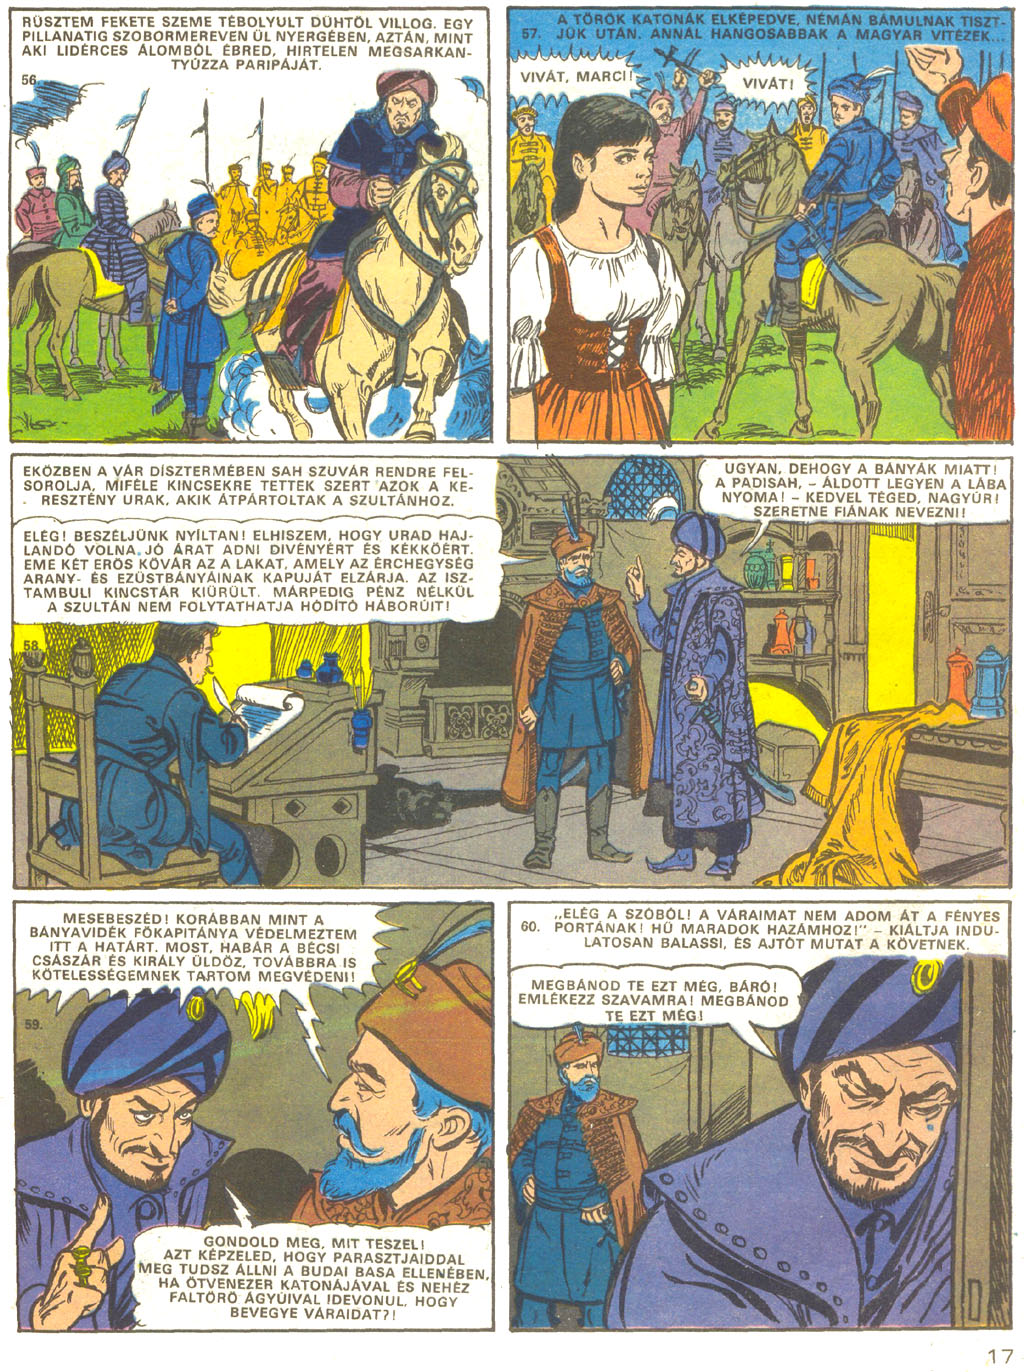 RÜSZTEM FEKETE SZEME TÉBOLYULT DÜHTŐL VILLOG. EGY
PILLANATIG SZOBORMEREVEN ÜL NYERGÉBEN, AZTÁN, MINT
AKI LIDÉRCES ÁLOMBÓL ÉBRED, HIRTELEN MEGSARKAN-
TYÚZZA PARIPÁJÁT.
56
A TÖRÖK KATONÁK ELKÉPEDVE, NÉMÁN BÁMULNAK TISZT-
57. JÜK UTÁN. ANNÁL HANGOSABBAK A MAGYAR VITÉZEK...
VIVÁT, MARCI!
VIVÁT!
EKÖZBEN A VÁR DÍSZTERMÉBEN SAH SZUVÁR RENDRE FEL-
SOROLJA, MIFÉLE KINCSEKRE TETTEK SZERT AZOK A KE-
RESZTÉNY URAK, AKIK ÁTPÁRTOLTAK A SZULTÁNHOZ.
ELÉG! BESZÉLJÜNK NYÍLTAN! ELHISZEM, HOGY URAD HAJ-
LANDÓ VOLNA JÓ ÁRAT ADNI DIVÉNYÉRT ÉS KÉKKŐÉRT.
EME KÉT ERŐS KŐVÁR AZ A LAKAT, AMELY AZ ÉRCHEGYSÉG
ARANY- ÉS EZÜSTBÁNYÁINAK KAPUJÁT ELZÁRJA. AZ ISZ-
TAMBULI KINCSTÁR KIÜRÜLT. MÁRPEDIG PÉNZ NÉLKÜL
A SZULTÁN NEM FOLYTATHATJA HÓDÍTÓ HÁBORÚIT!
58.
UGYAN, DEHOGY A BÁNYÁK MIATT!
A PADISAH, - ÁLDOTT LEGYEN A LÁBA
NYOMA! - KEDVEL TÉGED, NAGYÚR!
SZERETNE FIÁNAK NEVEZNI!
MESEBESZÉD! KORÁBBAN MINT A
BÁNYAVIDÉK FŐKAPITÁNYA VÉDELMEZTEM
ITT A HATÁRT. MOST, HABÁR A BÉCSI
CSÁSZÁR ÉS KIRÁLY ÜLDÖZ, TOVÁBBRA IS
KÖTELESSÉGEMNEK TARTOM MEGVÉDENI!
59.
GONDOLD MEG, MIT TESZEL!
AZT KÉPZELED, HOGY PARASZTJAIDDAL
MEG TUDSZ ÁLLNI A BUDAI BASA ELLENÉBEN,
HA ÖTVENEZER KATONÁJÁVAL ÉS NEHÉZ
FALTÖRŐ ÁGYÚIVAL IDEVONUL, HOGY
BEVEGYE VÁRAIDAT?!
„ELÉG A SZÓBÓL! A VÁRAIMAT NEM ADOM ÁT A FÉNYES
60. PORTÁNAK! HŰ MARADOK HAZÁMHOZ!" - KIÁLTJA INDU-
LATOSAN BALASSI, ÉS AJTÓT MUTAT A KÖVETNEK.
MEGBÁNOD TE EZT MÉG, BÁRÓ!
EMLÉKEZZ SZAVAMRA! MEGBÁNOD
TE EZT MÉG!
17